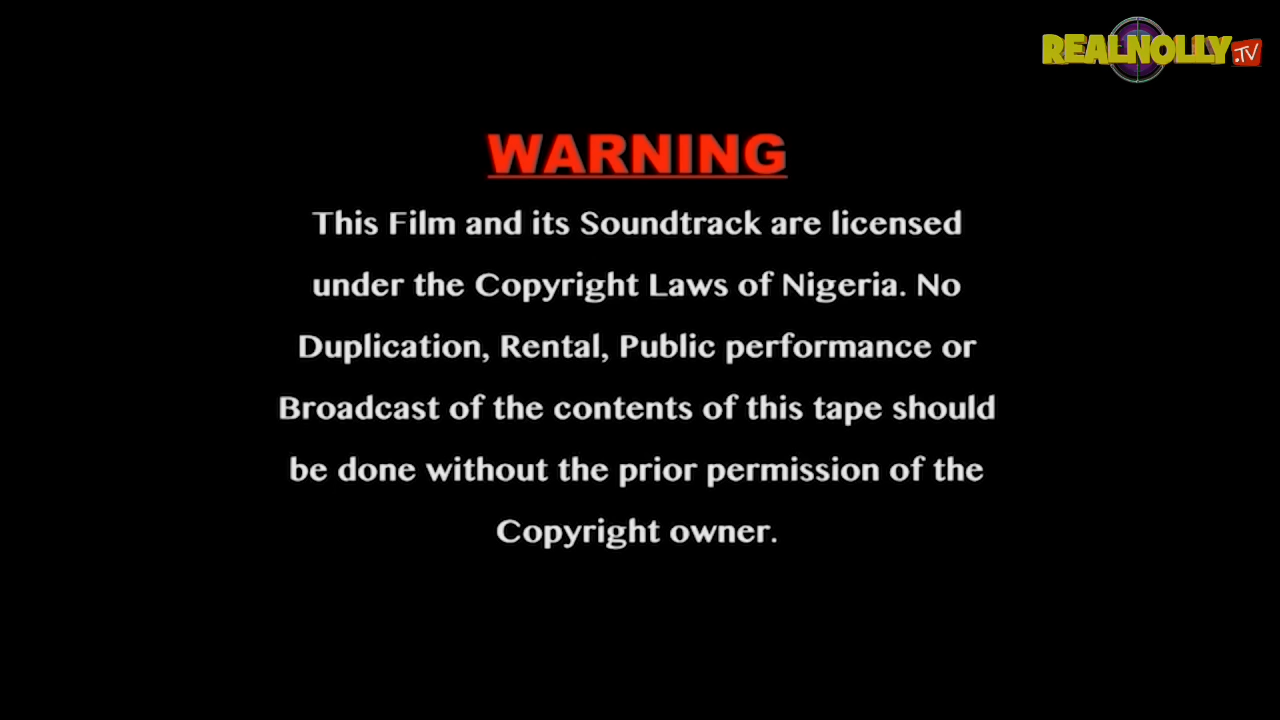 REALNOLLY.TV
WARNING
This Film and its Soundtrack are licensed
under the Copyright Laws of Nigeria. No
Duplication, Rental, Public performance or
Broadcast of the contents of this tape should
be done without the prior permission of the
Copyright owner.